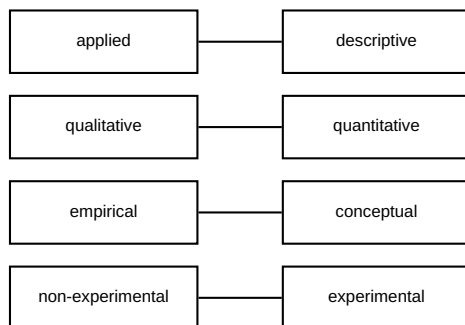 applied descriptive
qualitative quantitative
empirical conceptual
non-experimental experimental